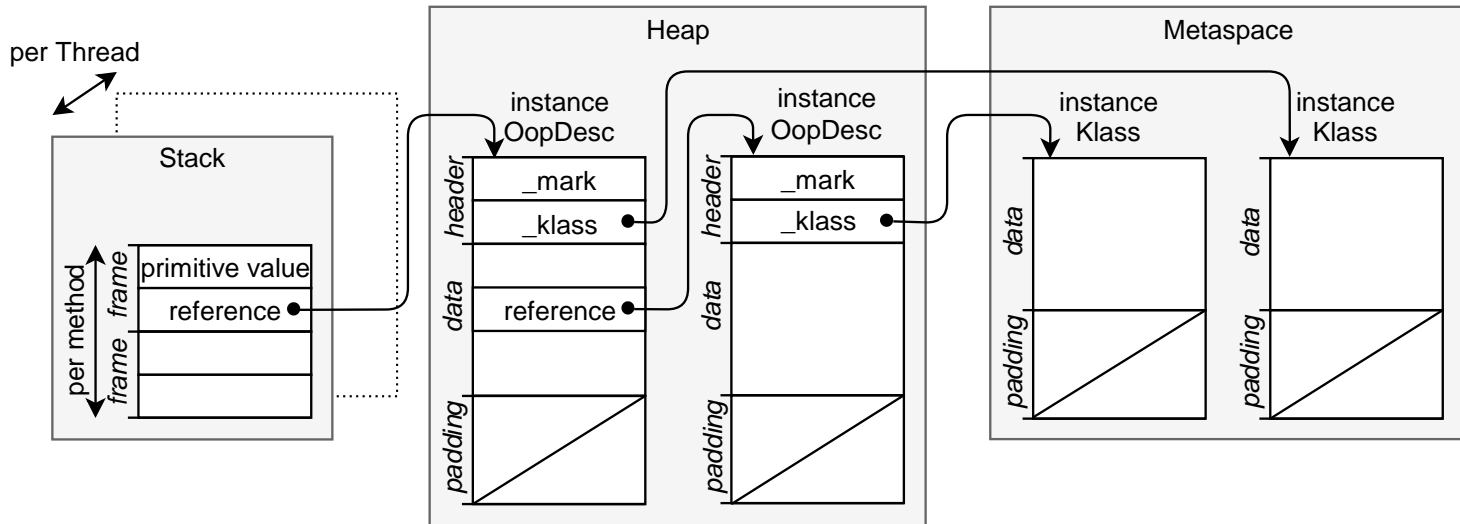 per Thread
Stack
per method
frame
primitive value
reference
frame
Heap
instance
OopDesc
header
_mark
_klass
data
reference
padding
instance
OopDesc
header
_mark
_klass
data
padding
Metaspace
instance
Klass
data
padding
instance
Klass
data
padding